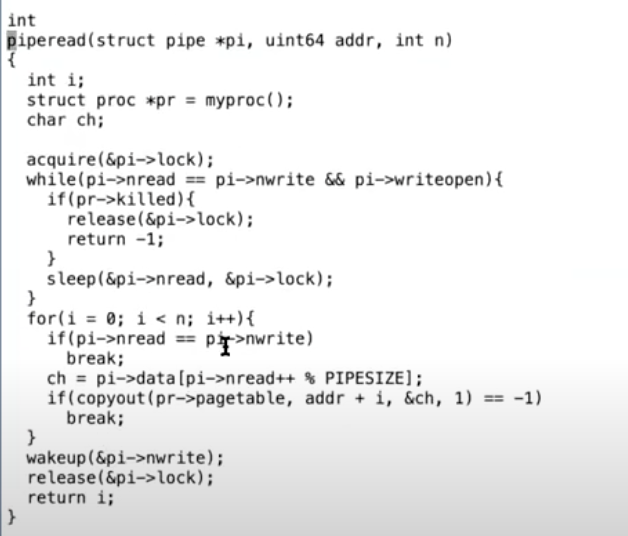 int
piperead(struct pipe *pi, uint64 addr, int n)
{
  int i;
  struct proc *pr = myproc();
  char ch;

  acquire(&pi->lock);
  while(pi->nread == pi->nwrite && pi->writeopen){
    if(pr->killed){
      release(&pi->lock);
      return -1;
    }
    sleep(&pi->nread, &pi->lock);
  }
  for(i = 0; i < n; i++){
    if(pi->nread == pi->nwrite)
      break;
    ch = pi->data[pi->nread++ % PIPESIZE];
    if(copyout(pr->pagetable, addr + i, &ch, 1) == -1)
      break;
  }
  wakeup(&pi->nwrite);
  release(&pi->lock);
  return i;
}